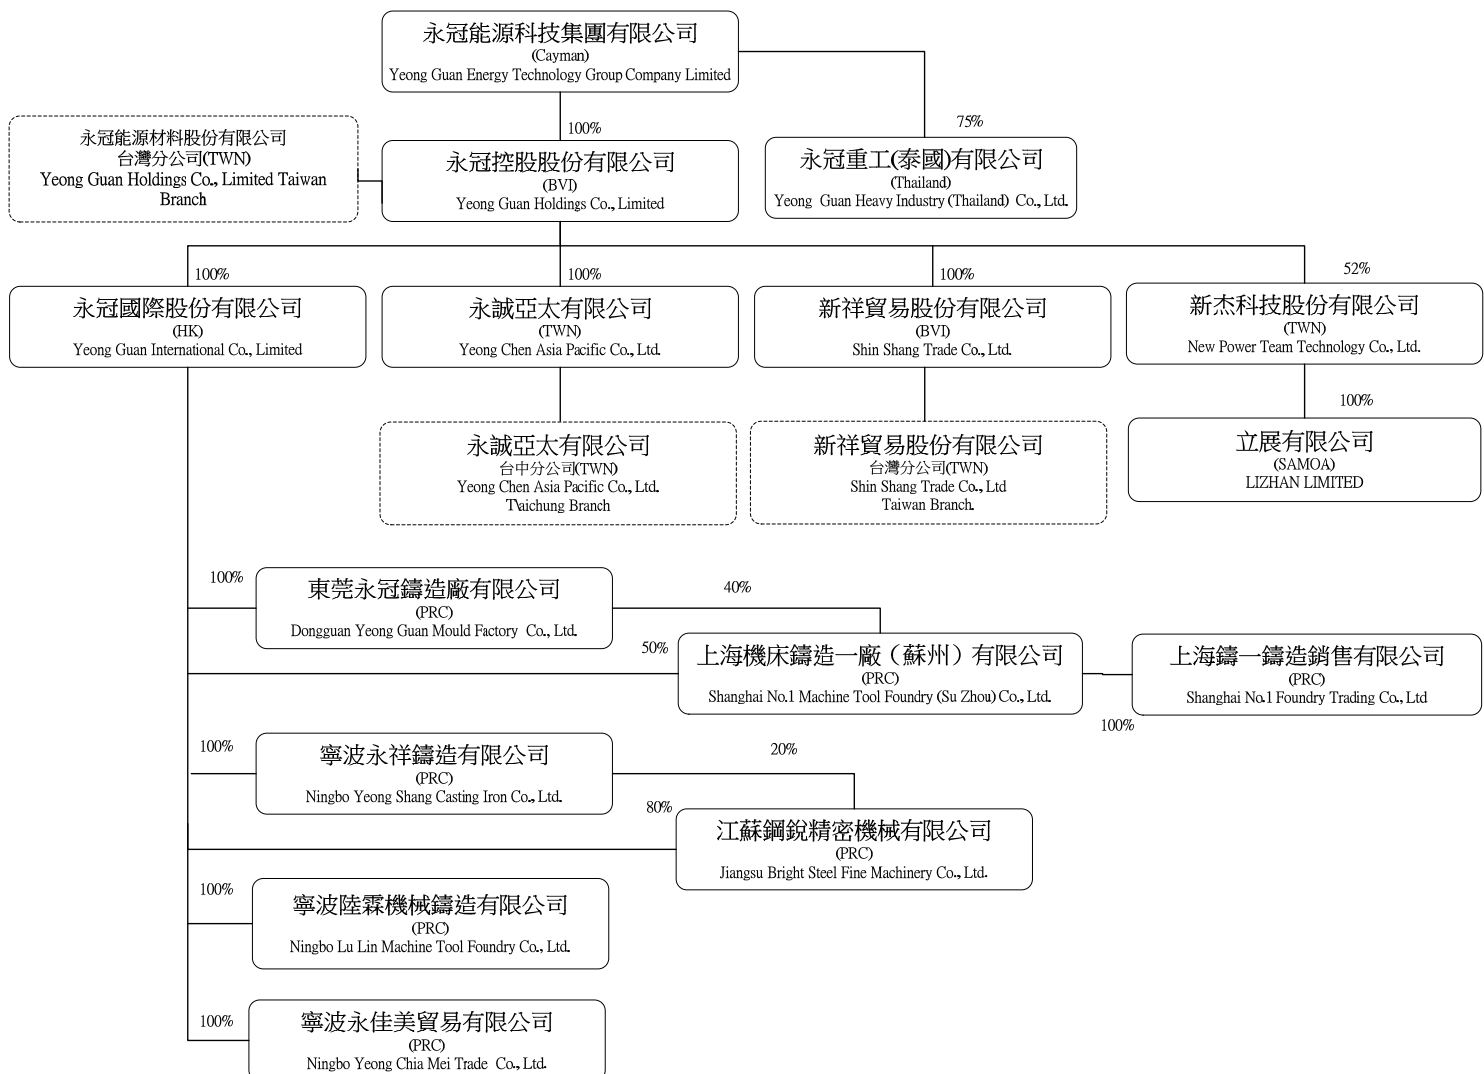 永冠能源科技集團有限公司
(Cayman)
Yeong Guan Energy Technology Group Company Limited
100%
75%
永冠能源材料股份有限公司
台灣分公司(TWN)
Yeong Guan Holdings Co., Limited Taiwan
Branch
永冠控股股份有限公司
(BVI)
Yeong Guan Holdings Co., Limited
永冠重工(泰國)有限公司
(Thailand)
Yeong Guan Heavy Industry (Thailand) Co., Ltd.
100%
100%
100%
52%
永冠國際股份有限公司
(HK)
Yeong Guan International Co., Limited
永誠亞太有限公司
(TWN)
Yeong Chen Asia Pacific Co., Ltd.
新祥貿易股份有限公司
(BVI)
Shin Shang Trade Co., Ltd.
新杰科技股份有限公司
(TWN)
New Power Team Technology Co., Ltd.
100%
永誠亞太有限公司
台中分公司(TWN)
Yeong Chen Asia Pacific Co., Ltd.
Taichung Branch
新祥貿易股份有限公司
台灣分公司(TWN)
Shin Shang Trade Co., Ltd
Taiwan Branch.
立展有限公司
(SAMOA)
LIZHAN LIMITED
100%
東莞永冠鑄造廠有限公司
(PRC)
Dongguan Yeong Guan Mould Factory Co., Ltd.
40%
50%
上海機床鑄造一廠（蘇州）有限公司
(PRC)
Shanghai No.1 Machine Tool Foundry (Su Zhou) Co., Ltd.
上海鑄一鑄造銷售有限公司
(PRC)
Shanghai No.1 Foundry Trading Co., Ltd
100%
100%
寧波永祥鑄造有限公司
(PRC)
Ningbo Yeong Shang Casting Iron Co., Ltd.
20%
80%
江蘇鋼銳精密機械有限公司
(PRC)
Jiangsu Bright Steel Fine Machinery Co., Ltd.
100%
寧波陸霖機械鑄造有限公司
(PRC)
Ningbo Lu Lin Machine Tool Foundry Co., Ltd.
100%
寧波永佳美貿易有限公司
(PRC)
Ningbo Yeong Chia Mei Trade Co., Ltd.